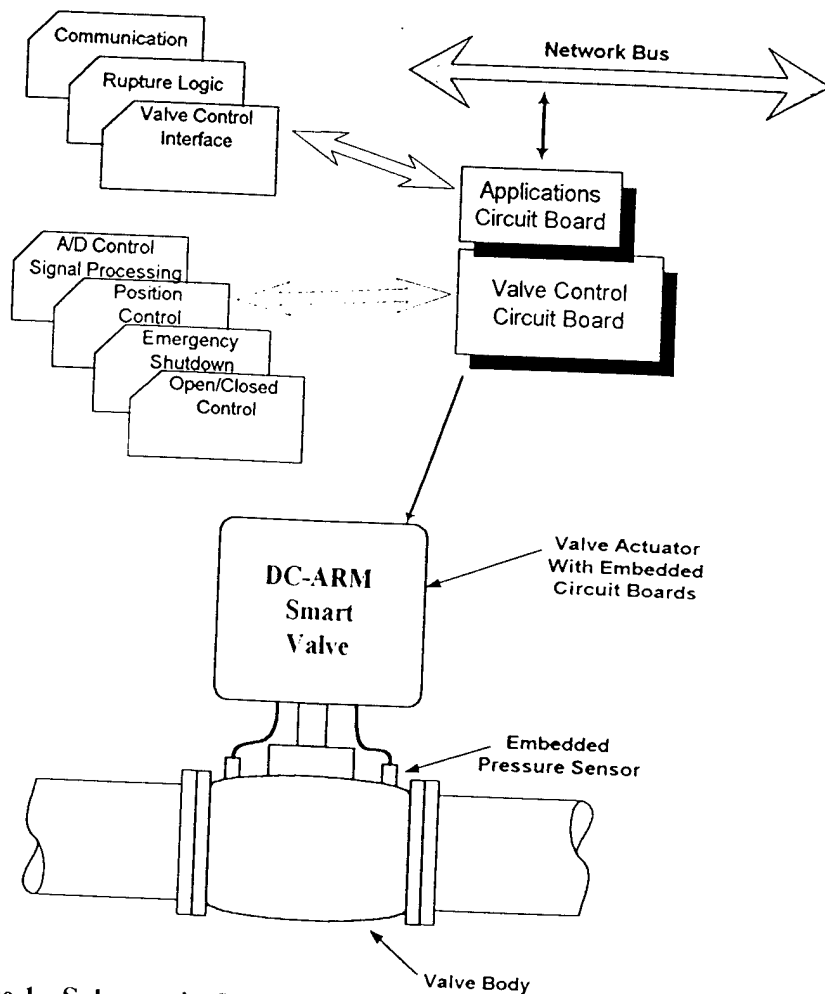 Communication
Rupture Logic
Valve Control
Interface
Network Bus
Applications
Circuit Board
A/D Control
Signal Processing
Position
Control
Emergency
Shutdown
Open/Closed
Control
Valve Control
Circuit Board
DC-ARM
Smart
Valve
Valve Actuator
With Embedded
Circuit Boards
Embedded
Pressure Sensor
Valve Body